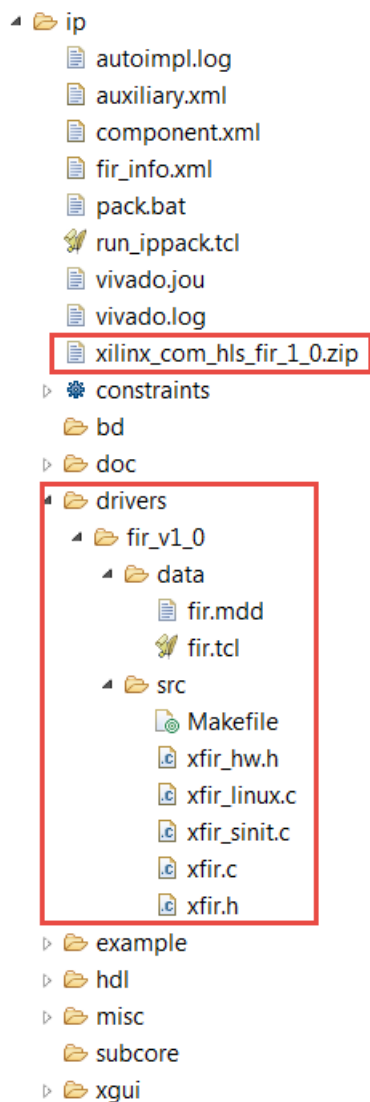 ip
autoimpl.log
auxiliary.xml
component.xml
fir_info.xml
pack.bat
run_ippack.tcl
vivado.jou
vivado.log
xilinx_com_hls_fir_1_0.zip
constraints
bd
doc
drivers
fir_v1_0
data
fir.mdd
fir.tcl
src
Makefile
xfir_hw.h
xfir_linux.c
xfir_sinit.c
xfir.c
xfir.h
example
hdl
misc
subcore
xgui